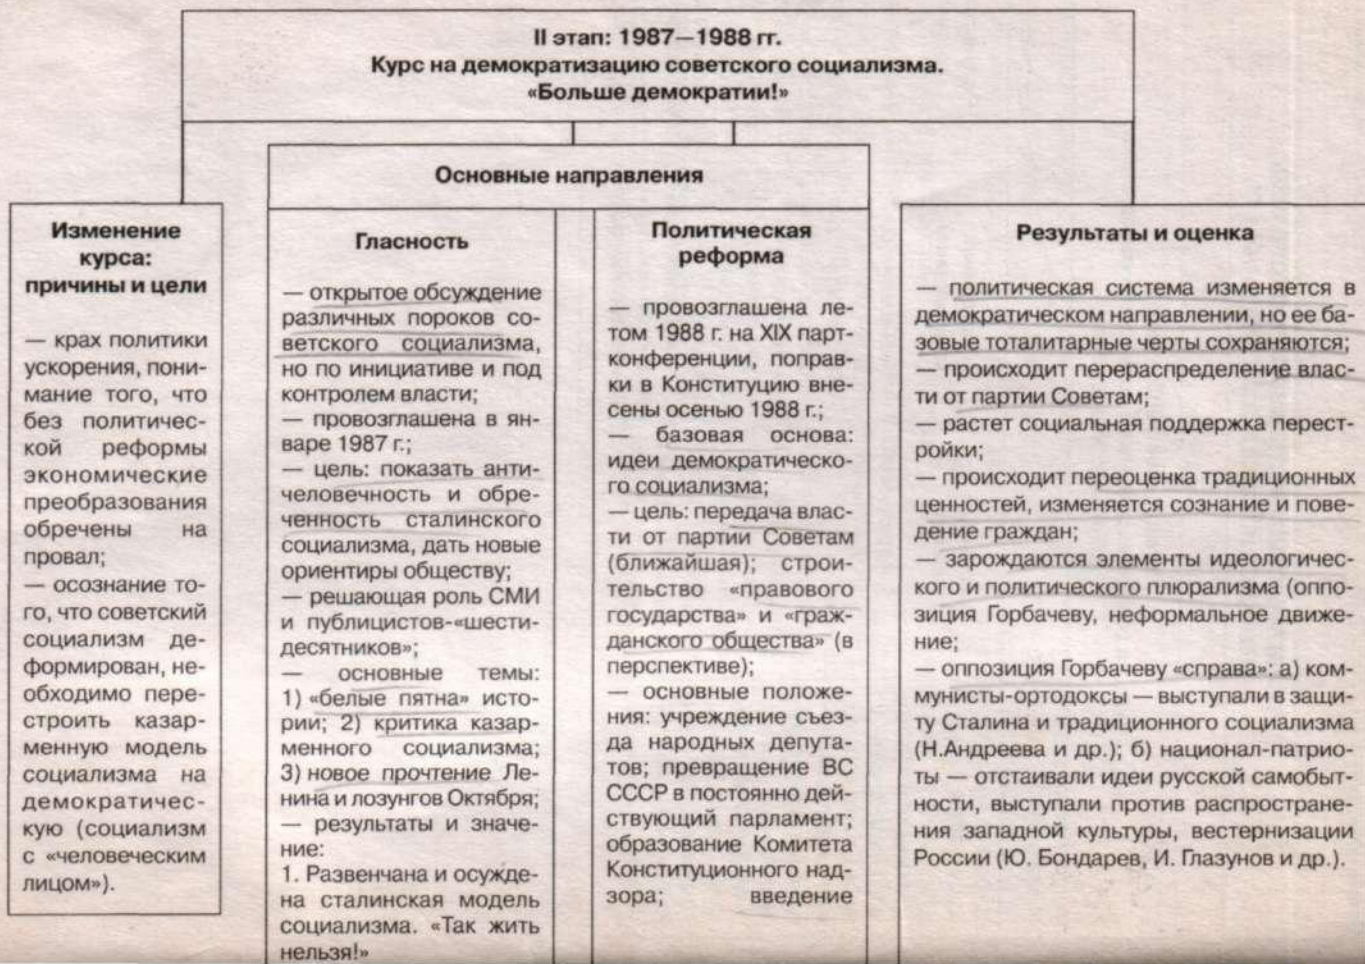 II этап: 1987—1988 гг.
Курс на демократизацию советского социализма.
«Больше демократии!»
Основные направления
Изменение
курса:
причины и цели
— крах политики
ускорения, пони-
мание того, что
без политичес-
кой реформы
экономические
преобразования
обречены на
провал;
— осознание то-
го, что советский
социализм де-
формирован, не-
обходимо пере-
строить казар-
менную модель
социализма на
демократичес-
кую (социализм
с «человеческим
лицом»).
Гласность
— открытое обсуждение
различных пороков со-
ветского социализма,
но по инициативе и под
контролем власти;
— провозглашена в ян-
варе 1987 г.;
— цель: показать анти-
человечность и обре-
ченность сталинского
социализма, дать новые
ориентиры обществу;
— решающая роль СМИ
и публицистов-«шести-
десятников»;
— основные темы:
1) «белые пятна» исто-
рии; 2) критика казар-
менного социализма;
3) новое прочтение Ле-
нина и лозунгов Октября;
— результаты и значе-
ние:
1. Развенчана и осужде-
на сталинская модель
социализма. «Так жить
нельзя!»
Политическая
реформа
— провозглашена ле-
том 1988 г. на XIX парт-
конференции, поправ-
ки в Конституцию вне-
сены осенью 1988 г.;
— базовая основа:
идеи демократическо-
го социализма;
— цель: передача влас-
ти от партии Советам
(ближайшая); строи-
тельство «правового
государства» и «граж-
данского общества» (в
перспективе);
— основные положе-
ния: учреждение съез-
да народных депута-
тов; превращение ВС
СССР в постоянно дей-
ствующий парламент;
образование Комитета
Конституционного над-
зора; введение
Результаты и оценка
— политическая система изменяется в
демократическом направлении, но ее ба-
зовые тоталитарные черты сохраняются;
— происходит перераспределение влас-
ти от партии Советам;
— растет социальная поддержка перест-
ройки;
— происходит переоценка традиционных
ценностей, изменяется сознание и пове-
дение граждан;
— зарождаются элементы идеологичес-
кого и политического плюрализма (оппо-
зиция Горбачеву, неформальное движе-
ние;
— оппозиция Горбачеву «справа»: а) ком-
мунисты-ортодоксы — выступали в защи-
ту Сталина и традиционного социализма
(Н.Андреева и др.); б) национал-патрио-
ты — отстаивали идеи русской самобыт-
ности, выступали против распростране-
ния западной культуры, вестернизации
России (Ю. Бондарев, И. Глазунов и др.).